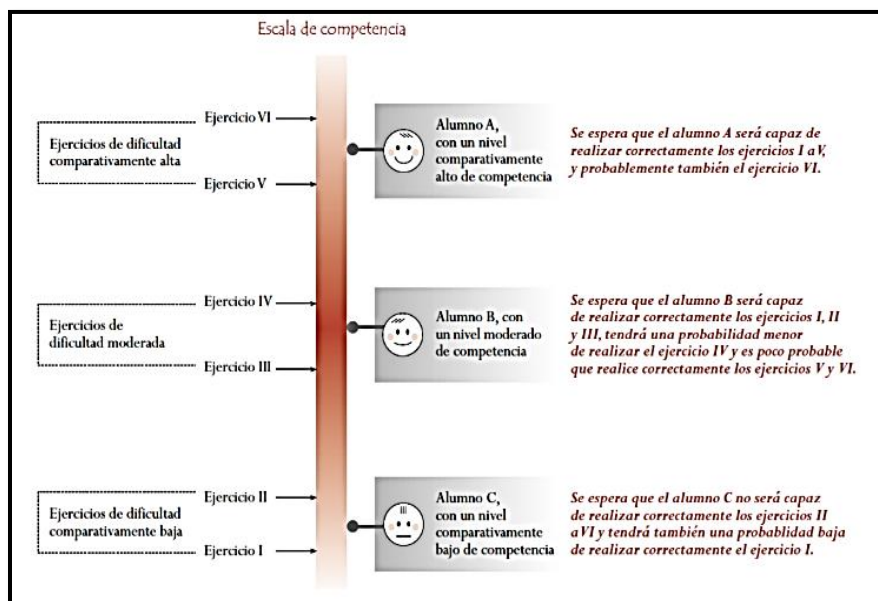 Escala de competencia
Ejercicio VI
Ejercicios de dificultad
comparativamente alta
Ejercicio V
Alumno A,
con un nivel
comparativamente
alto de competencia
Se espera que el alumno A será capaz de
realizar correctamente los ejercicios I a V,
y probablemente también el ejercicio VI.
Ejercicio IV
Ejercicios de
dificultad moderada
Ejercicio III
Alumno B, con
un nivel moderado
de competencia
Se espera que el alumno B será capaz
de realizar correctamente los ejercicios I, II
y III, tendrá una probabilidad menor
de realizar el ejercicio IV y es poco probable
que realice correctamente los ejercicios V y VI.
Ejercicio II
Ejercicios de dificultad
comparativamente baja
Ejercicio I
Alumno C,
con un nivel
comparativamente
bajo de competencia
Se espera que el alumno C no será capaz
de realizar correctamente los ejercicios II
a VI y tendrá también una probablidad baja
de realizar correctamente el ejercicio I.